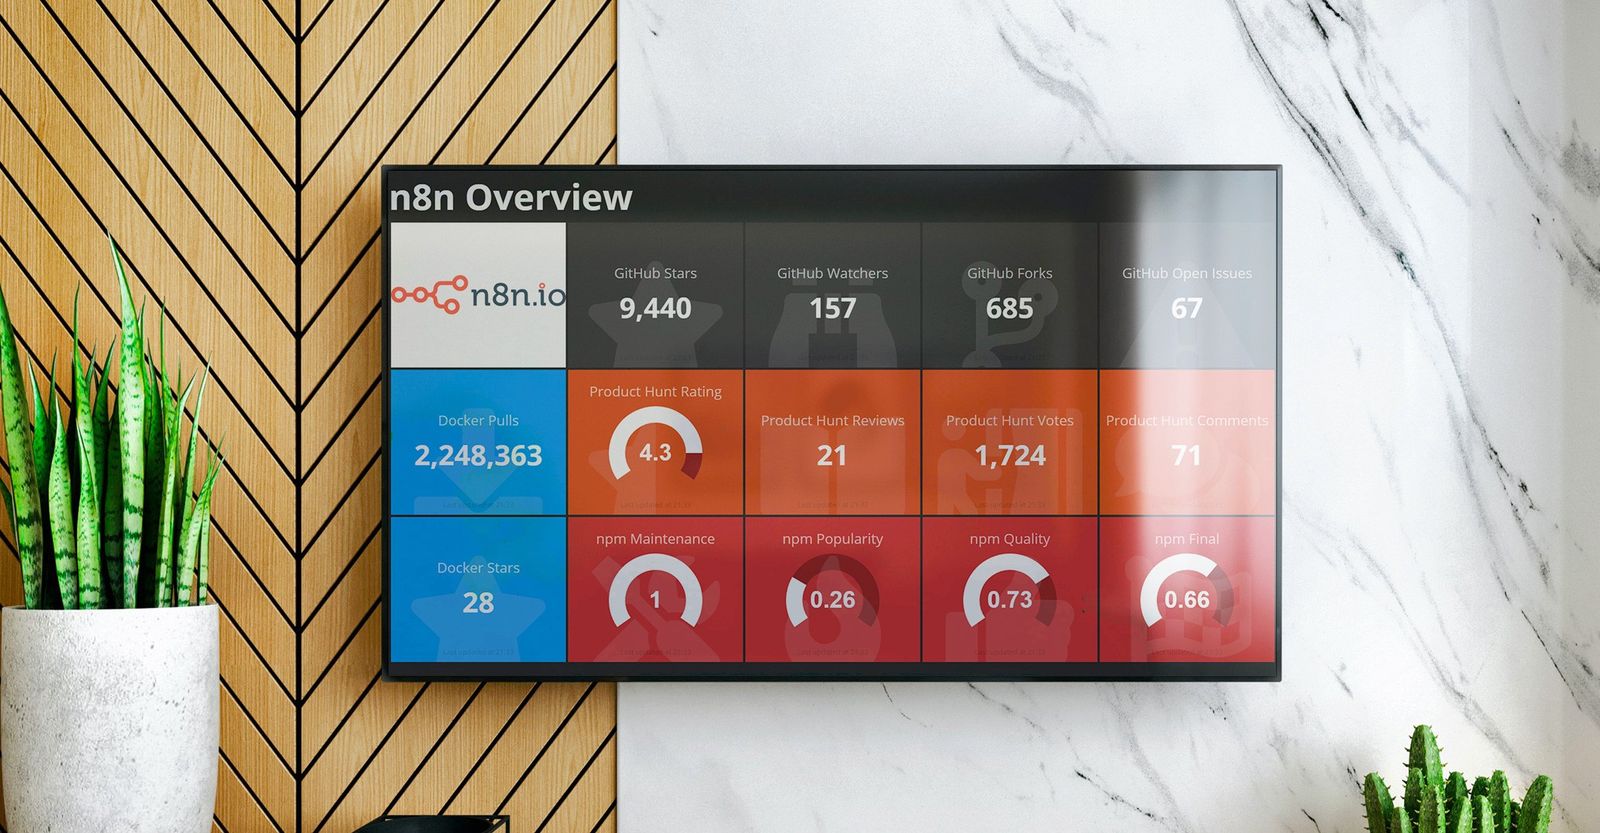 n8n Overview
n8n.io
GitHub Stars
9,440
GitHub Watchers
157
GitHub Forks
685
GitHub Open Issues
67
Docker Pulls
2,248,363
Product Hunt Rating
4.3
Product Hunt Reviews
21
Product Hunt Votes
1,724
Product Hunt Comments
71
Docker Stars
28
npm Maintenance
1
npm Popularity
0.26
npm Quality
0.73
npm Final
0.66